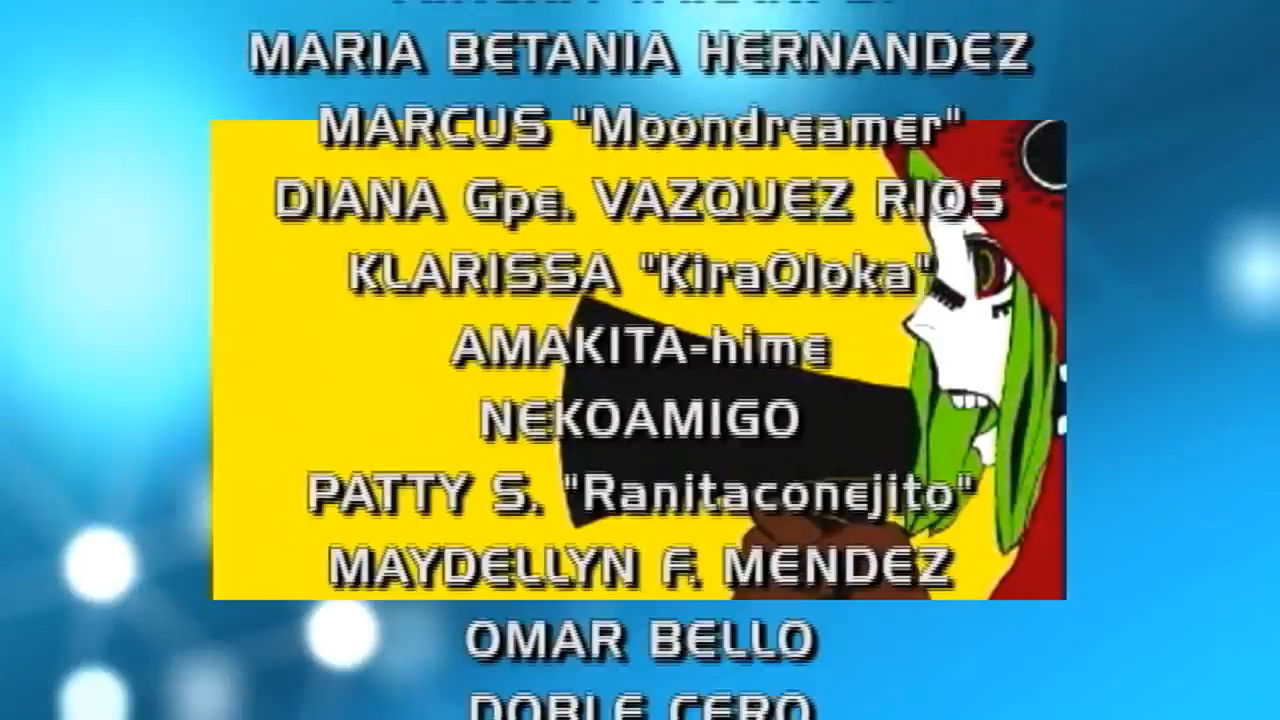 MARIA BETANIA HERNANDEZ
MARCUS "Moondreamer"
DIANA Gpe. VAZQUEZ RIOS
KLARISSA "KiraOloka"
AMAKITA-hime
NEKOAMIGO
PATTY S. "Ranitaconejito"
MAYDELLYN F. MENDEZ
OMAR BELLO
DOBLE CERO